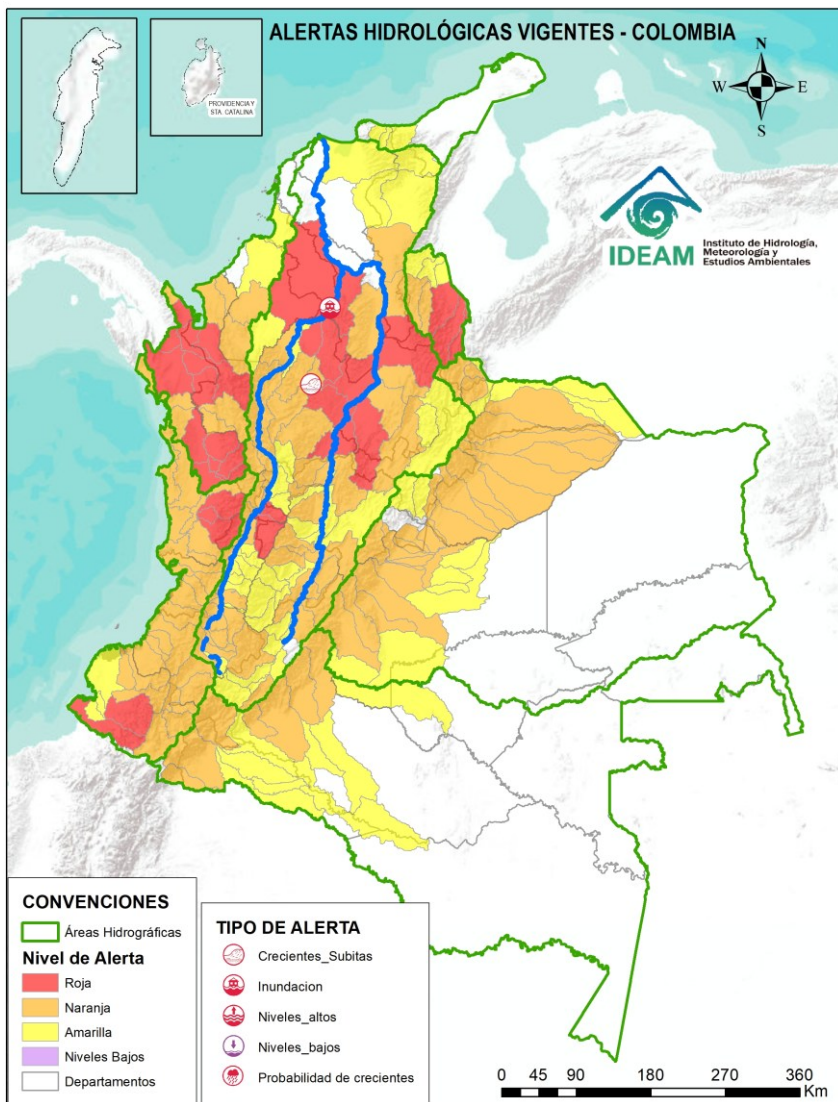 ALERTAS HIDROLÓGICAS VIGENTES - COLOMBIA
PROVIDENCIA Y
STA. CATALINA
N
W
E
S
IDEAM
Instituto de Hidrología,
Meteorología y
Estudios Ambientales
CONVENCIONES
Áreas Hidrográficas
Nivel de Alerta
Roja
Naranja
Amarilla
Niveles Bajos
Departamentos
TIPO DE ALERTA
Crecientes_Subitas
Inundacion
Niveles_altos
Niveles_bajos
Probabilidad de crecientes
0 45 90 180 270 360
Km